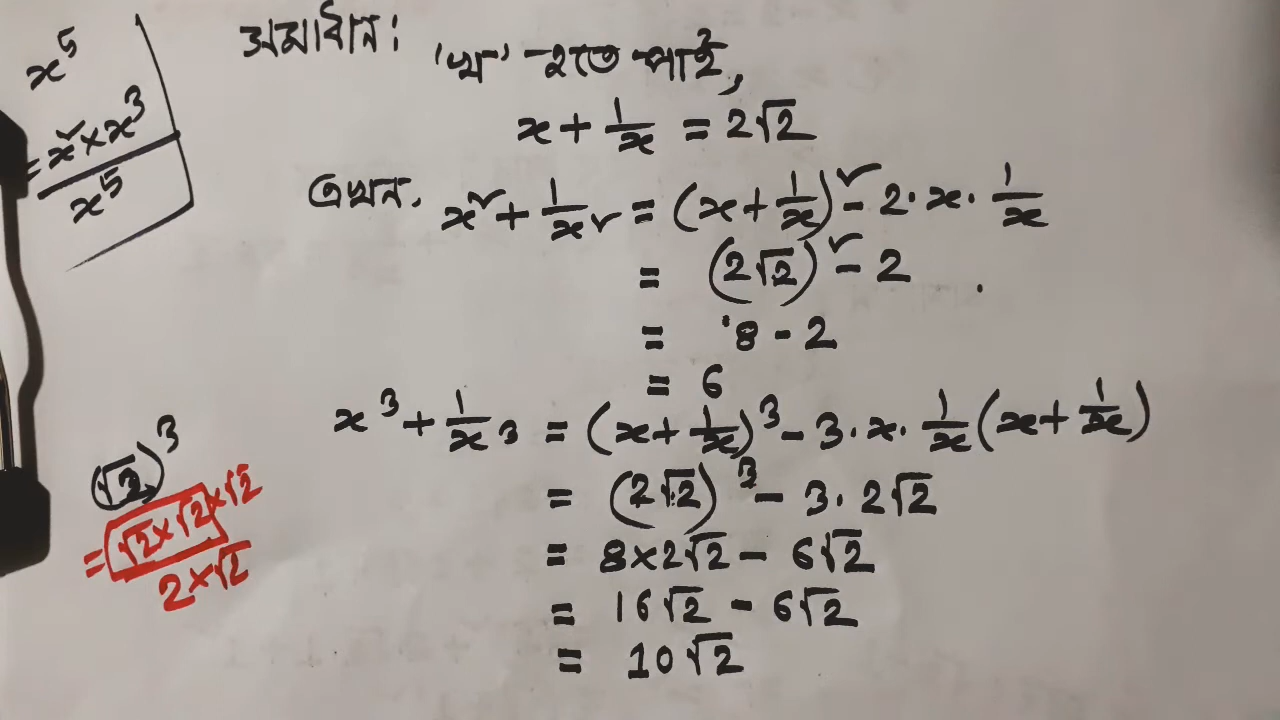 x⁵
= x² × x³
x⁵
সমাধান:
'খ' হতে পাই,
x + 1/x = 2√2
তখন, x² + 1/x² = (x + 1/x)² - 2·x·1/x
= (2√2)² - 2
= 8 - 2
= 6
x³ + 1/x³ = (x + 1/x)³ - 3·x·1/x(x + 1/x)
= (2√2)³ - 3·2√2
= 8×2√2 - 6√2
= 16√2 - 6√2
= 10√2
(√2)³
= √2×√2×√2
2×√2